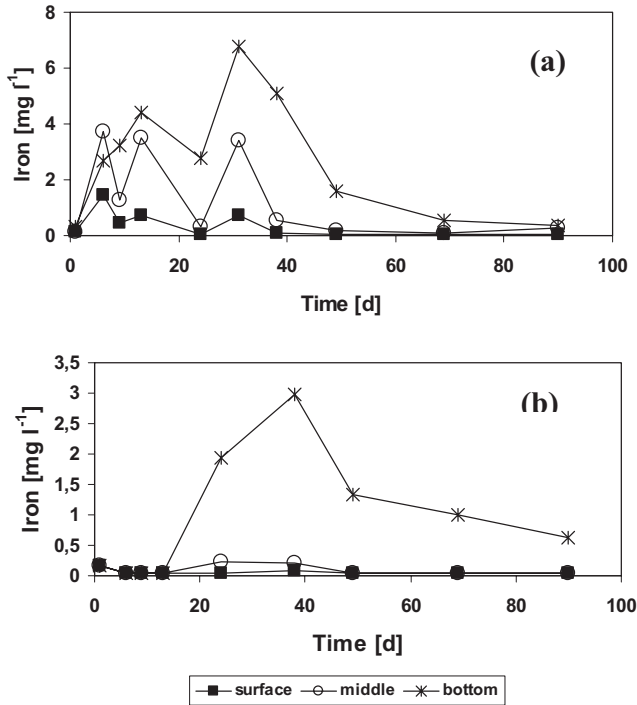 (a)
Iron [mg l⁻¹]
8
6
4
2
0
0 20 40 60 80 100
Time [d]
(b)
Iron [mg l⁻¹]
3,5
3
2,5
2
1,5
1
0,5
0
0 20 40 60 80 100
Time [d]
surface middle bottom